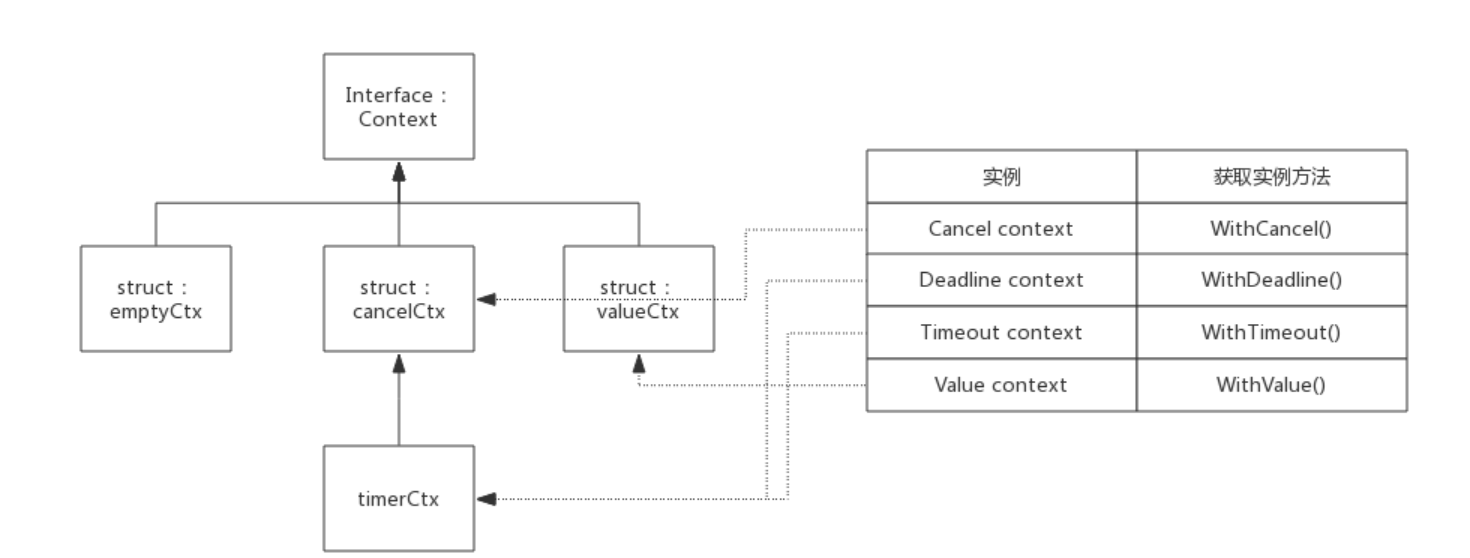 Interface：
Context
struct：
emptyCtx
struct：
cancelCtx
struct：
valueCtx
timerCtx
实例 获取实例方法
Cancel context WithCancel()
Deadline context WithDeadline()
Timeout context WithTimeout()
Value context WithValue()